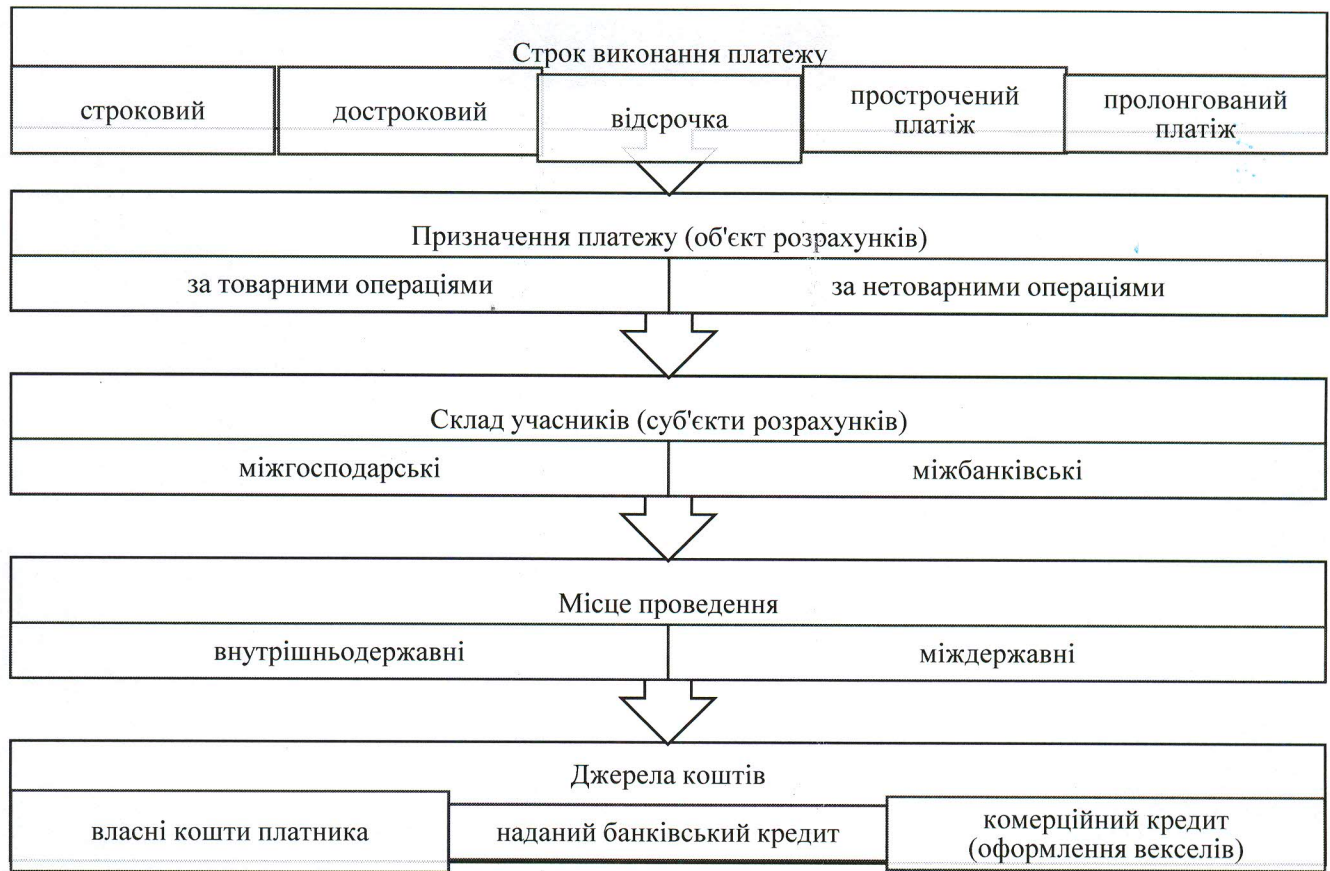 Строк виконання платежу
строковий
достроковий
відсрочка
прострочений
платіж
пролонгований
платіж
Призначення платежу (об'єкт розрахунків)
за товарними операціями
за нетоварними операціями
Склад учасників (суб'єкти розрахунків)
міжгосподарські
міжбанківські
Місце проведення
внутрішньодержавні
міждержавні
Джерела коштів
власні кошти платника
наданий банківський кредит
комерційний кредит
(оформлення векселів)